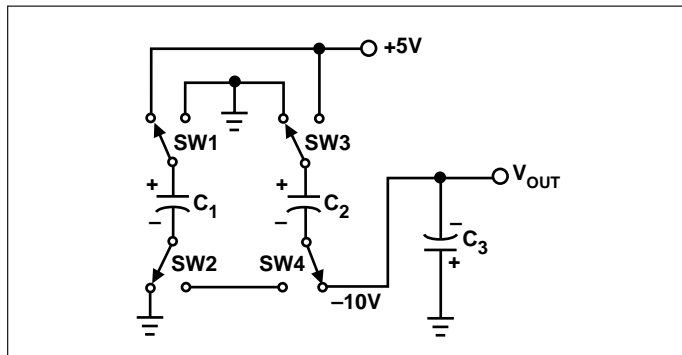 +5V
SW1
SW3
+
C1
–
+
C2
–
VOUT
–
C3
+
SW2
SW4
–10V